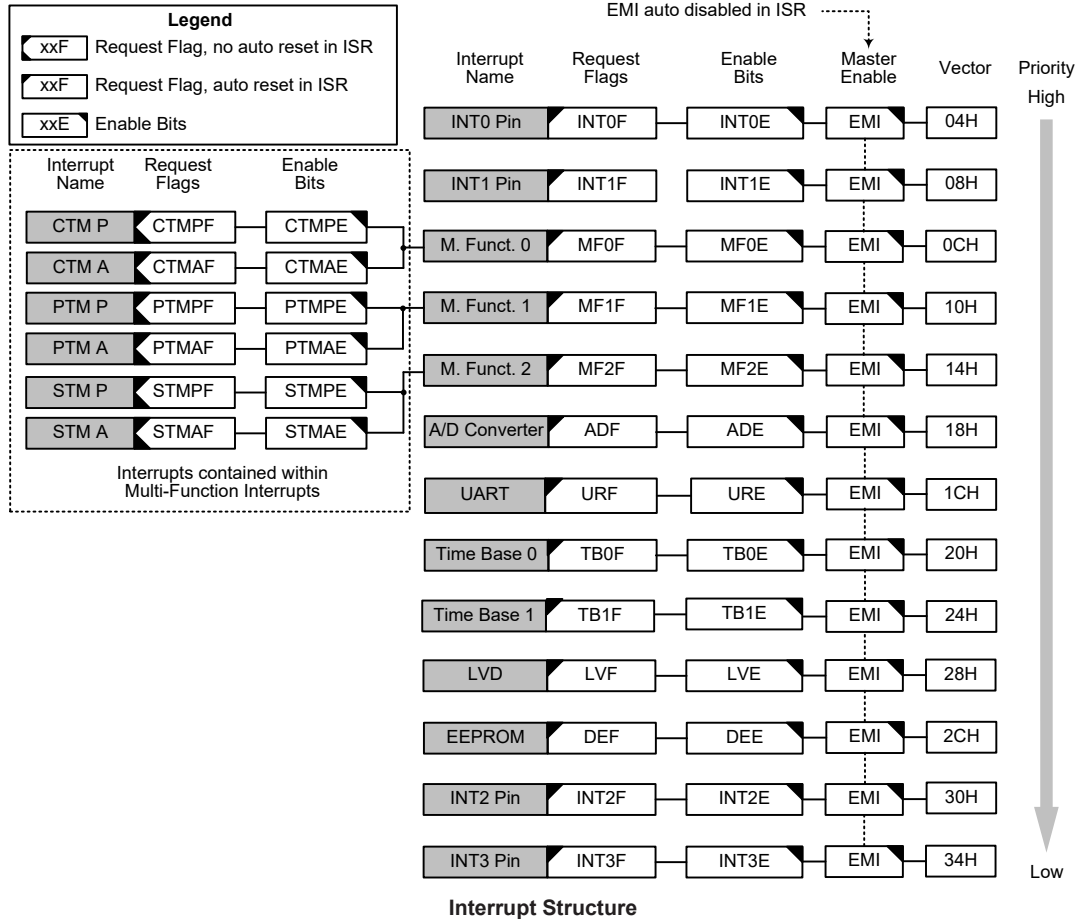 EMI auto disabled in ISR
Legend
xxF Request Flag, no auto reset in ISR
xxF Request Flag, auto reset in ISR
xxE Enable Bits
Interrupt Name Request Flags Enable Bits
CTM P CTMPF CTMPE
CTM A CTMAF CTMAE
PTM P PTMPF PTMPE
PTM A PTMAF PTMAE
STM P STMPF STMPE
STM A STMAF STMAE
Interrupts contained within
Multi-Function Interrupts
Interrupt Name Request Flags Enable Bits Master Enable Vector Priority
High
INT0 Pin INT0F INT0E EMI 04H
INT1 Pin INT1F INT1E EMI 08H
M. Funct. 0 MF0F MF0E EMI 0CH
M. Funct. 1 MF1F MF1E EMI 10H
M. Funct. 2 MF2F MF2E EMI 14H
A/D Converter ADF ADE EMI 18H
UART URF URE EMI 1CH
Time Base 0 TB0F TB0E EMI 20H
Time Base 1 TB1F TB1E EMI 24H
LVD LVF LVE EMI 28H
EEPROM DEF DEE EMI 2CH
INT2 Pin INT2F INT2E EMI 30H
INT3 Pin INT3F INT3E EMI 34H
Low
Interrupt Structure